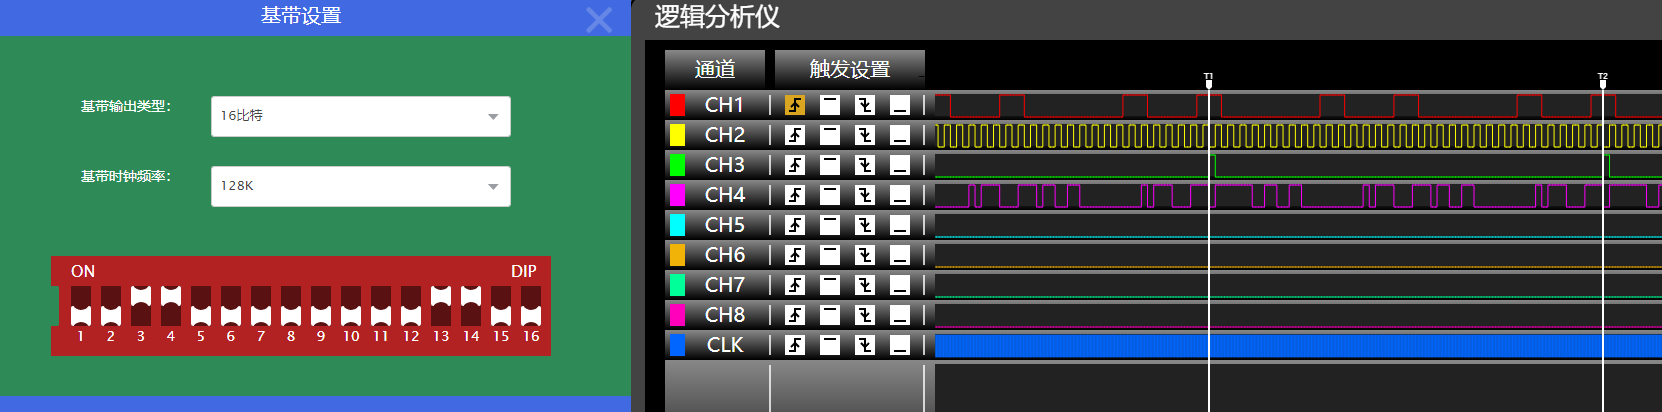 基带设置
基带输出类型：
16比特
基带时钟频率：
128K
ON
DIP
1 2 3 4 5 6 7 8 9 10 11 12 13 14 15 16
逻辑分析仪
通道
触发设置
T1
T2
CH1
CH2
CH3
CH4
CH5
CH6
CH7
CH8
CLK